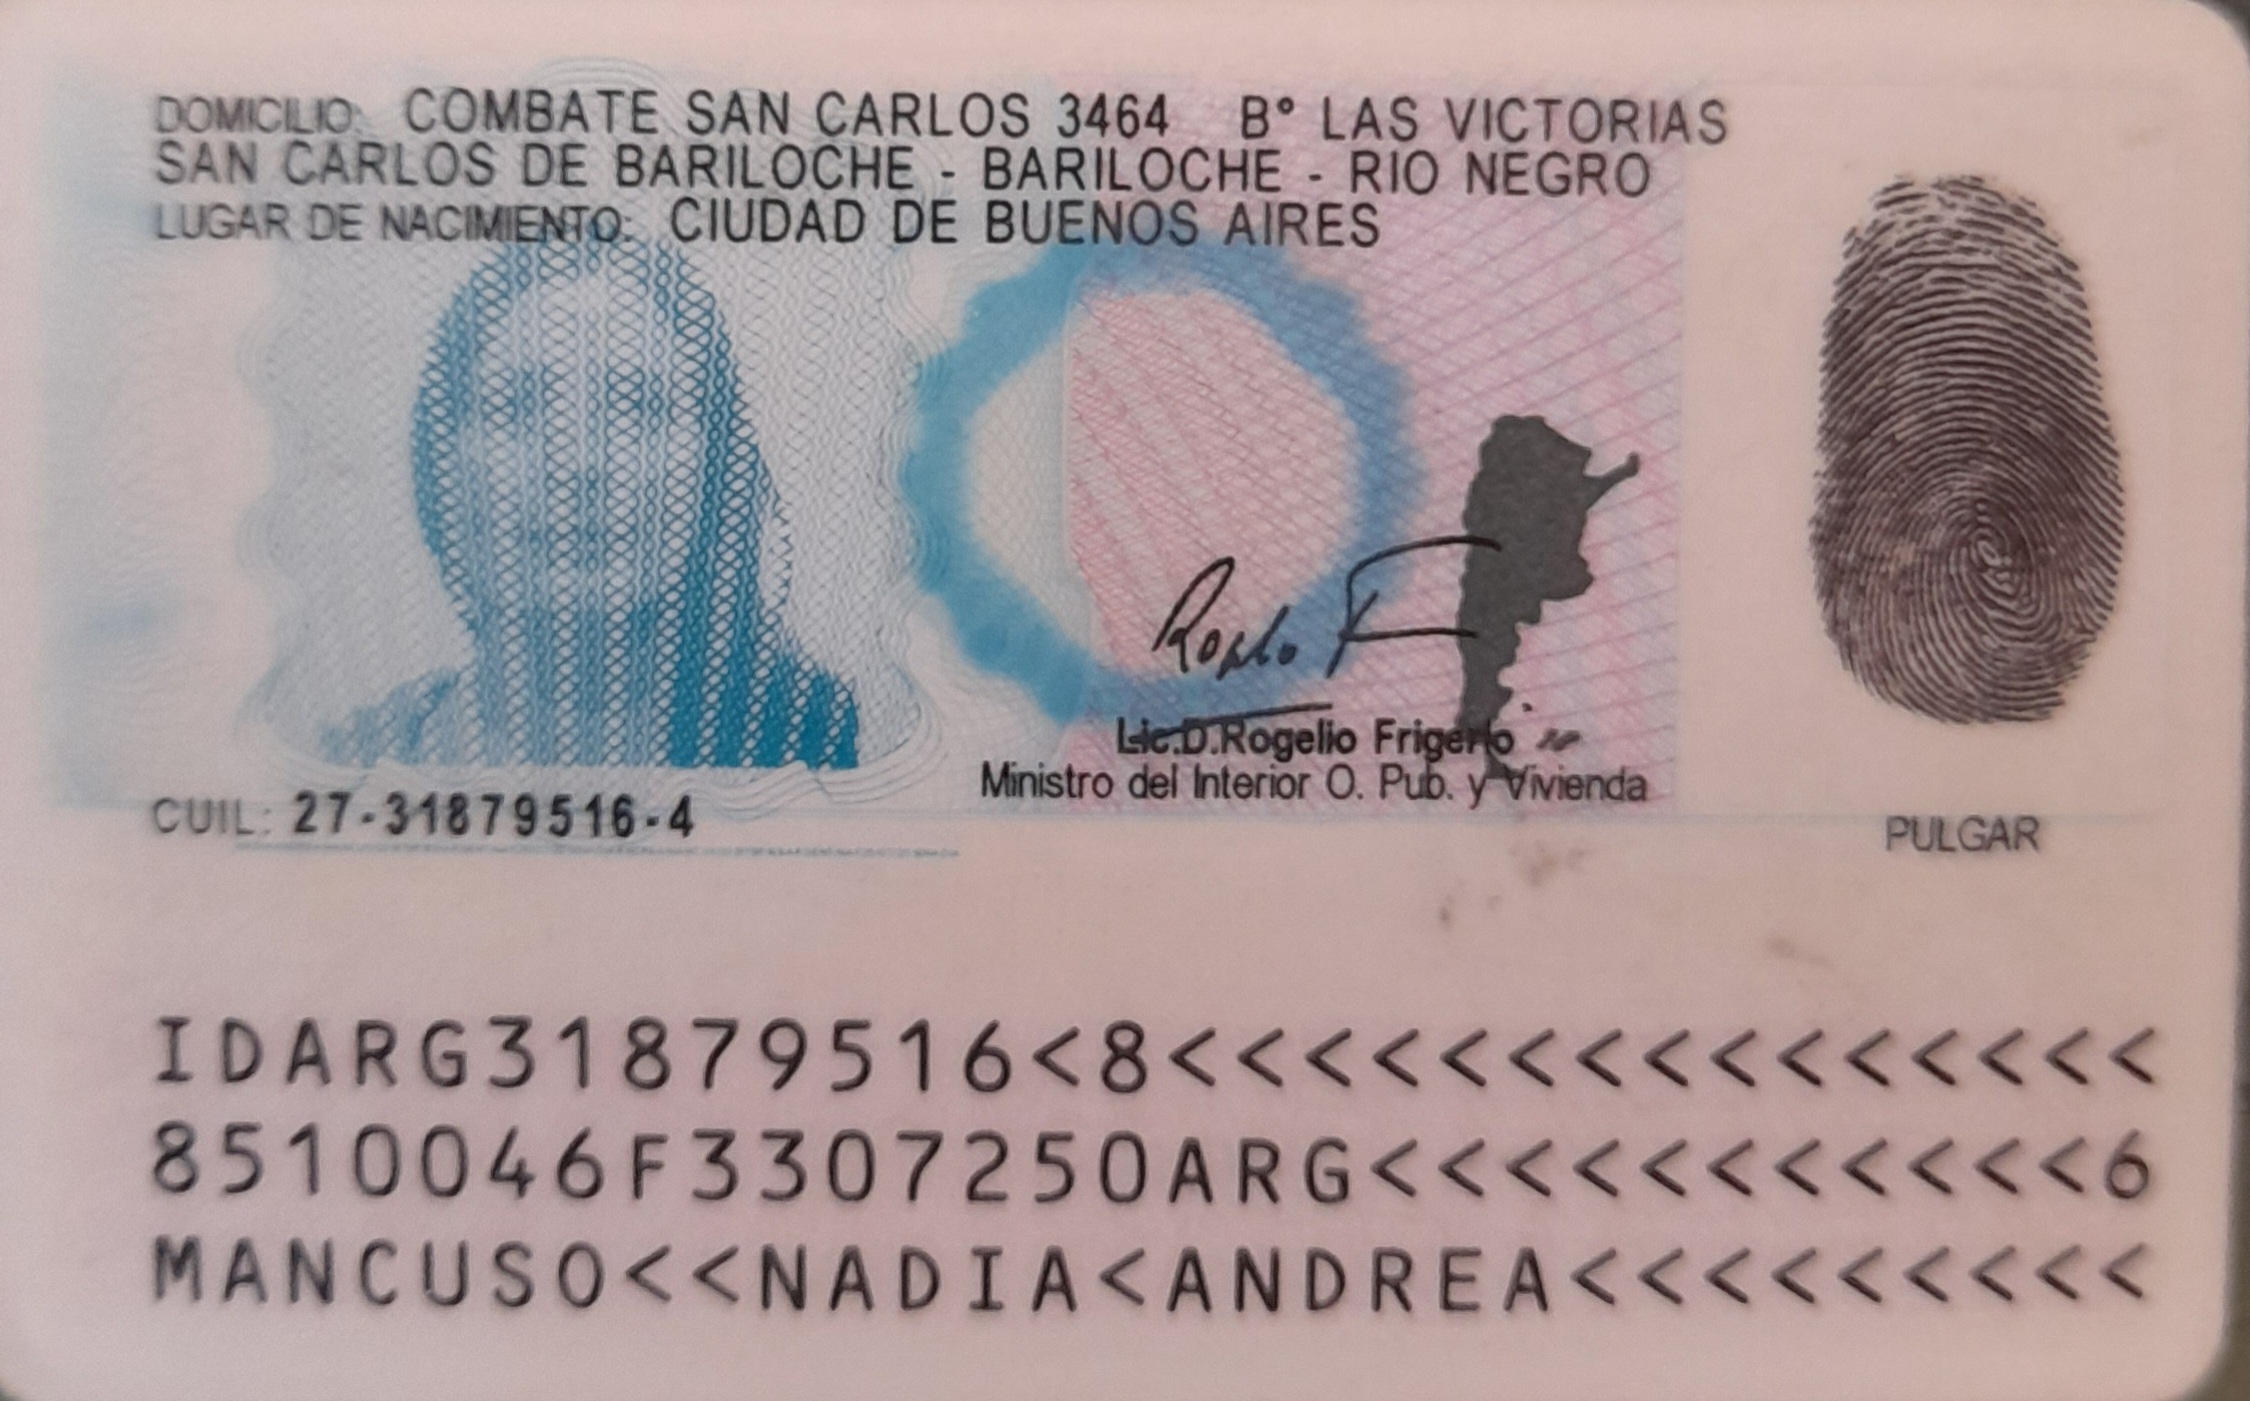 DOMICILIO: COMBATE SAN CARLOS 3464 B° LAS VICTORIAS
SAN CARLOS DE BARILOCHE - BARILOCHE - RIO NEGRO
LUGAR DE NACIMIENTO: CIUDAD DE BUENOS AIRES
Lic.D.Rogelio Frigerio
Ministro del Interior O. Pub. y Vivienda
CUIL: 27-31879516-4
PULGAR
IDARG31879516<8<<<<<<<<<<<<<<<
8510046F3307250ARG<<<<<<<<<<<6
MANCUSO<<NADIA<ANDREA<<<<<<<<<